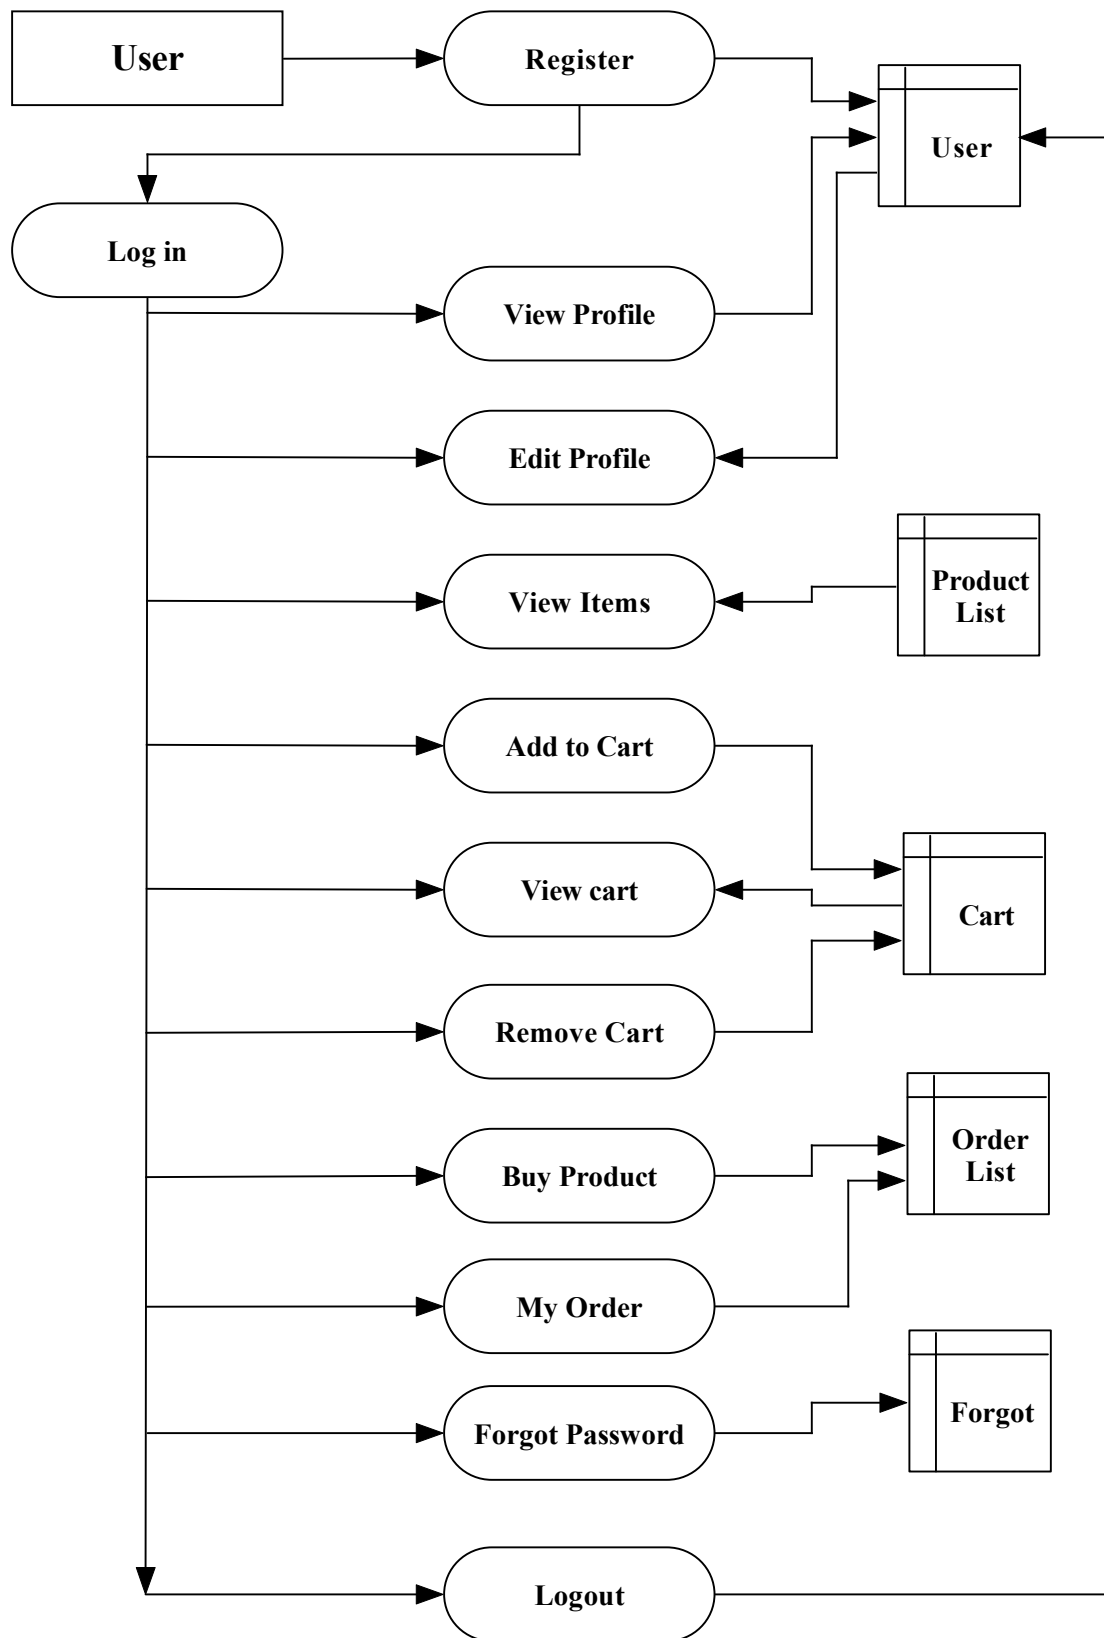 User
Register
User
Log in
View Profile
Edit Profile
View Items
Product
List
Add to Cart
View cart
Cart
Remove Cart
Buy Product
Order
List
My Order
Forgot Password
Forgot
Logout